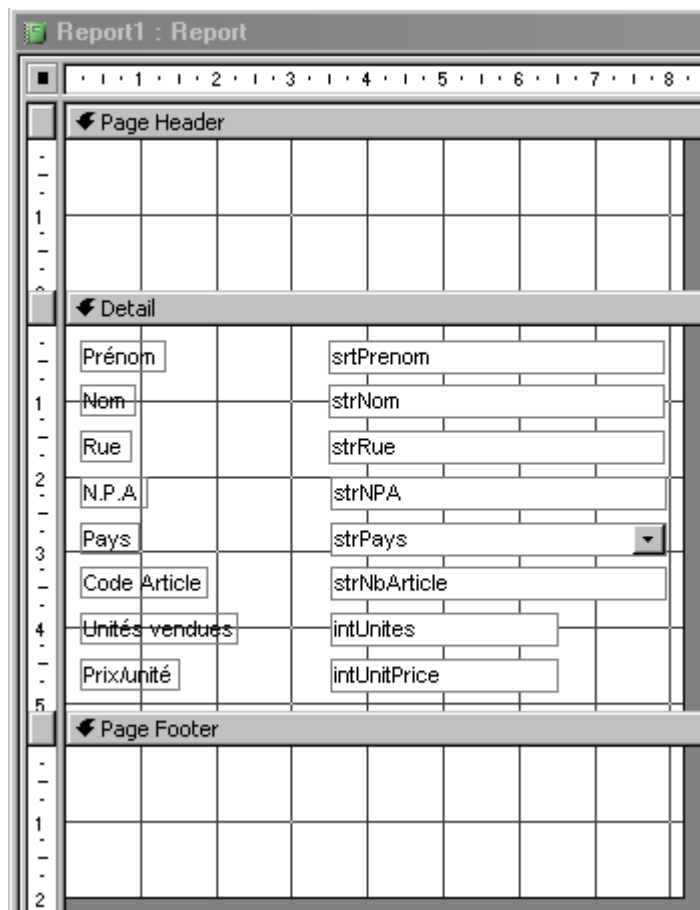 Report1 : Report
1 2 3 4 5 6 7 8
Page Header
1
Detail
Prénom srtPrenom
1
Nom strNom
Rue strRue
2
N.P.A strNPA
Pays strPays
3
Code Article strNbArticle
4
Unités vendues intUnites
Prix/unité intUnitPrice
5
Page Footer
1
2